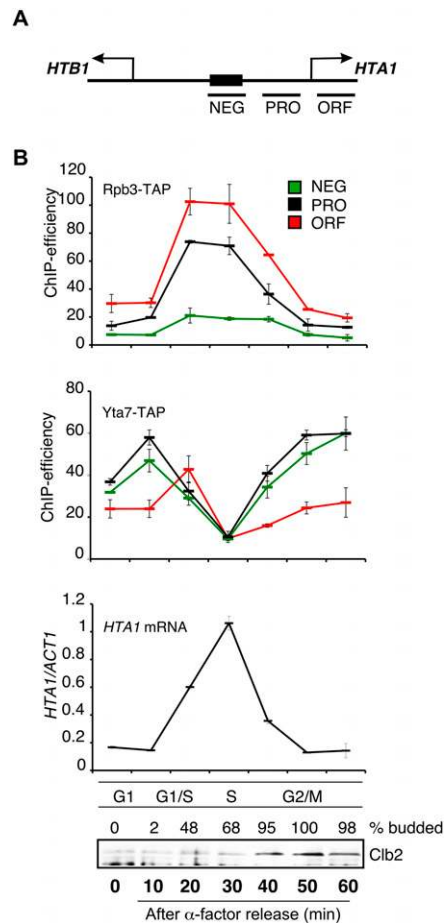 A
HTB1
HTA1
NEG PRO ORF
B
120
100
80
60
40
20
0
ChIP-efficiency
Rpb3-TAP
NEG
PRO
ORF
80
60
40
20
0
ChIP-efficiency
Yta7-TAP
1.2
1
0.8
0.6
0.4
0.2
0
HTA1/ACT1
HTA1 mRNA
G1 G1/S S G2/M
0 2 48 68 95 100 98 % budded
Clb2
0 10 20 30 40 50 60
After α-factor release (min)